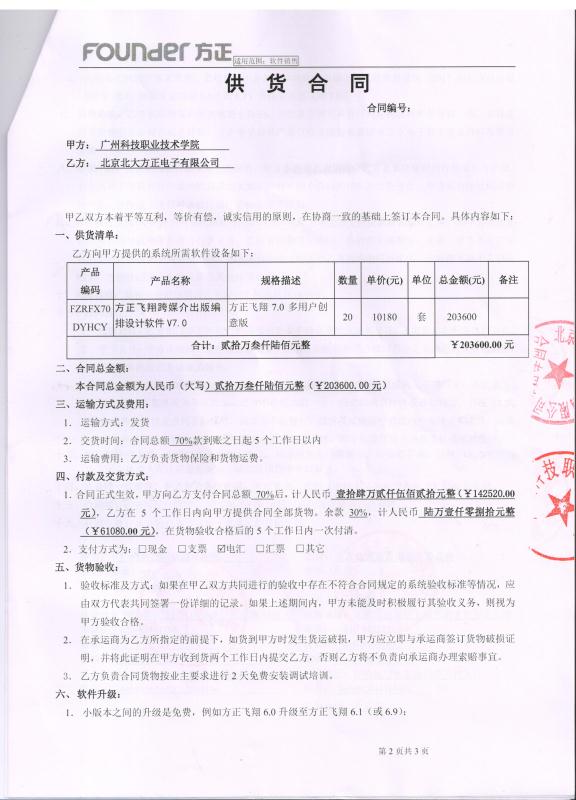 FOUNDER 方正 适用范围：软件销售
供 货 合 同
合同编号：
甲方： 广州科技职业技术学院
乙方： 北京北大方正电子有限公司
甲乙双方本着平等互利，等价有偿，诚实信用的原则，在协商一致的基础上签订本合同。具体内容如下：
一、供货清单：
乙方向甲方提供的系统所需软件设备如下：
产品编码 产品名称 规格描述 数量 单价(元) 单位 总金额(元) 备注
FZRFX70 方正飞翔跨媒介出版编 方正飞翔 7.0 多用户创
DYHCY 排设计软件 V7.0 意版 20 10180 套 203600
合计：贰拾万叁仟陆佰元整 ￥203600.00 元
二、合同总金额：
本合同总金额为人民币（大写）贰拾万叁仟陆佰元整（￥203600.00 元）
三、运输方式及费用：
1. 运输方式：发货
2. 交货时间：合同总额 70%款到账之日起 5 个工作日以内
3. 运输费用：乙方负责货物保险和货物运费。
四、付款及交货方式：
1. 合同正式生效，甲方向乙方支付合同总额 70%后，计人民币 壹拾肆万贰仟伍佰贰拾元整（￥142520.00
元），乙方在 5 个工作日内向甲方提供合同全部货物。余款 30%，计人民币 陆万壹仟零捌拾元整
（￥61080.00 元），在货物验收合格后的 5 个工作日内一次付清。
2. 支付方式为：□现金 □支票 ☑电汇 □汇票 □其它
五、货物验收：
1. 验收标准及方式：如果在甲乙双方共同进行的验收中存在不符合合同规定的系统验收标准等情况，应
由双方代表共同签署一份详细的记录。如果上述期间内，甲方未能及时积极履行其验收义务，则视为
甲方验收合格。
2. 在承运商为乙方所指定的前提下，如货到甲方时发生货运破损，甲方应立即与承运商签订货物破损证
明，并将此证明在甲方收到货两个工作日内提交乙方，否则乙方将不负责向承运商办理索赔事宜。
3. 乙方负责合同货物按业主要求进行 2 天免费安装调试培训。
六、软件升级：
1. 小版本之间的升级是免费，例如方正飞翔 6.0 升级至方正飞翔 6.1（或 6.9）；
第 2 页共 3 页